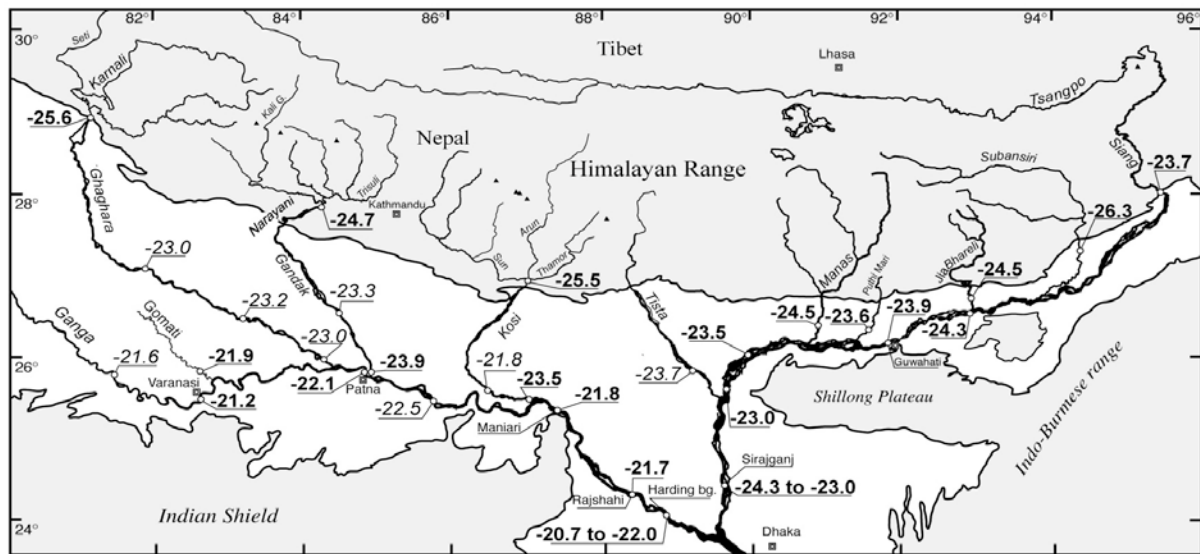 82°
84°
86°
88°
90°
92°
94°
96°
30°
28°
26°
24°
Seti
Karnali
-25.6
Ghaghara
Kali G.
Nepal
Tibet
Lhasa
Tsangpo
Siang
Himalayan Range
Subansiri
-23.7
-26.3
Trisuli
Kathmandu
Narayani
-24.7
Arun
Sun
Thamor
-25.5
Manas
Puthi Mari
Jia Bhareli
-24.5
-23.0
Gandak
-23.3
-23.2
Kosi
Tista
-24.5
-23.6
-23.9
-24.3
Guwahati
Ganga
Gomati
-21.6
-21.9
Varanasi
-21.2
-23.0
-23.9
-22.1
Patna
-22.5
-21.8
-23.5
-21.8
Maniari
-23.5
-23.7
-23.0
Shillong Plateau
Indo-Burmese range
Indian Shield
-21.7
Rajshahi
Harding bg.
-20.7 to -22.0
Sirajganj
-24.3 to -23.0
Dhaka